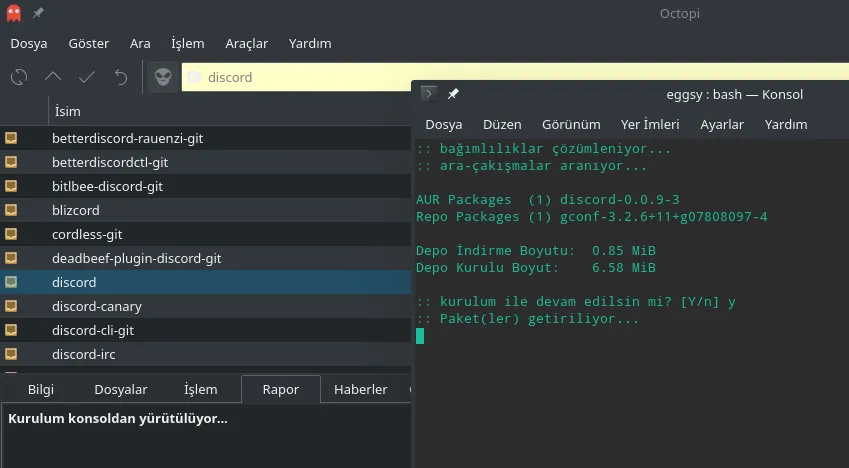 Octopi
Dosya Göster Ara İşlem Araçlar Yardım
discord
İsim
betterdiscord-rauenzi-git
betterdiscordctl-git
bitlbee-discord-git
blizcord
cordless-git
deadbeef-plugin-discord-git
discord
discord-canary
discord-cli-git
discord-irc
Bilgi Dosyalar İşlem Rapor Haberler
Kurulum konsoldan yürütülüyor...
eggsy : bash — Konsol
Dosya Düzen Görünüm Yer İmleri Ayarlar Yardım
:: bağımlılıklar çözümleniyor...
:: ara-çakışmalar aranıyor...
AUR Packages (1) discord-0.0.9-3
Repo Packages (1) gconf-3.2.6+11+g07808097-4
Depo İndirme Boyutu: 0.85 MiB
Depo Kurulu Boyut: 6.58 MiB
:: kurulum ile devam edilsin mi? [Y/n] y
:: Paket(ler) getiriliyor...